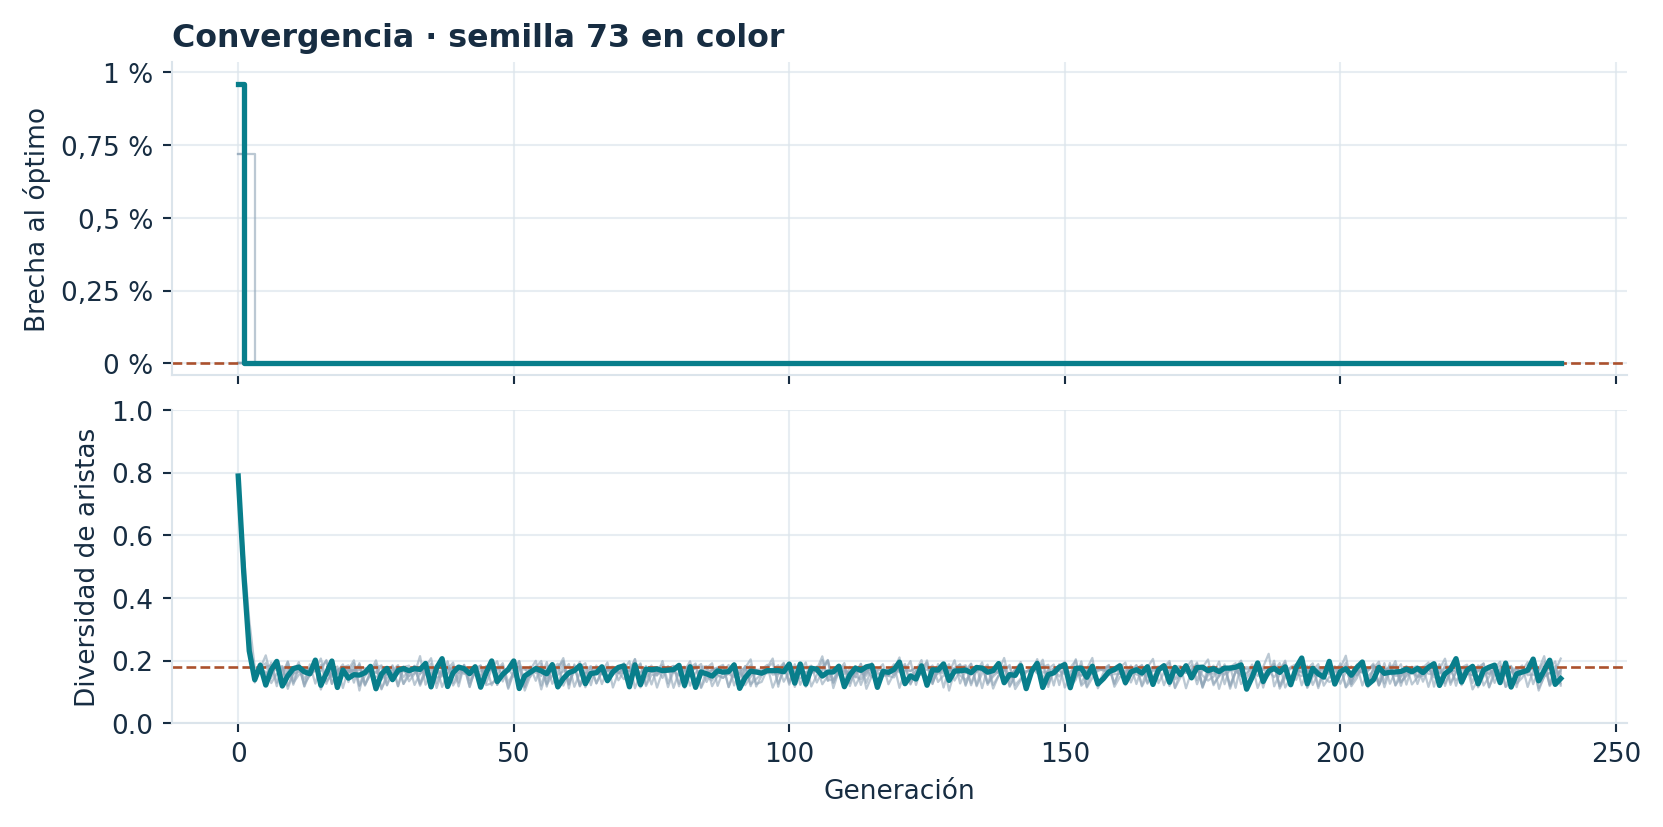 Convergencia · semilla 73 en color
Brecha al óptimo
1 %
0,75 %
0,5 %
0,25 %
0 %
Diversidad de aristas
1.0
0.8
0.6
0.4
0.2
0.0
0 50 100 150 200 250
Generación